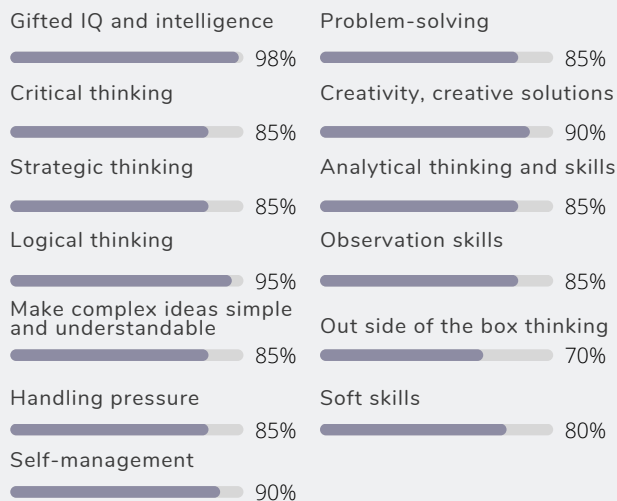 Gifted IQ and intelligence
98%
Problem-solving
85%
Critical thinking
85%
Creativity, creative solutions
90%
Strategic thinking
85%
Analytical thinking and skills
85%
Logical thinking
95%
Observation skills
85%
Make complex ideas simple
and understandable
85%
Out side of the box thinking
70%
Handling pressure
85%
Soft skills
80%
Self-management
90%